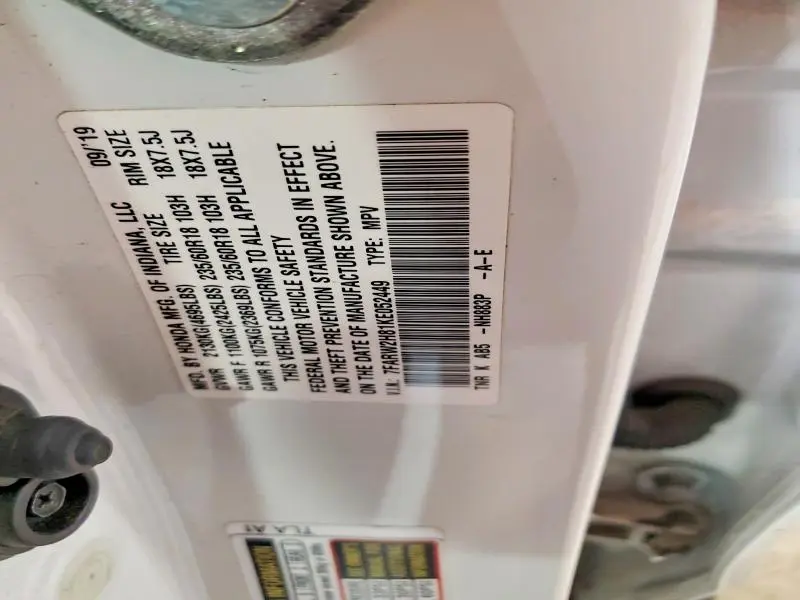 MFD. BY HONDA MFG. OF INDIANA, LLC 09/'19
GVWR 2130KG(4695LBS) TIRE SIZE RIM SIZE
GAWR F 1100KG(2425LBS) 235/60R18 103H 18X7.5J
GAWR R 1075KG(2369LBS) 235/60R18 103H 18X7.5J
THIS VEHICLE CONFORMS TO ALL APPLICABLE
FEDERAL MOTOR VEHICLE SAFETY
AND THEFT PREVENTION STANDARDS IN EFFECT
ON THE DATE OF MANUFACTURE SHOWN ABOVE.
V.I.N.: 7FARW2H81KE052449 TYPE: MPV
TNR K AB5 -NH883P -A-E
TLA A1